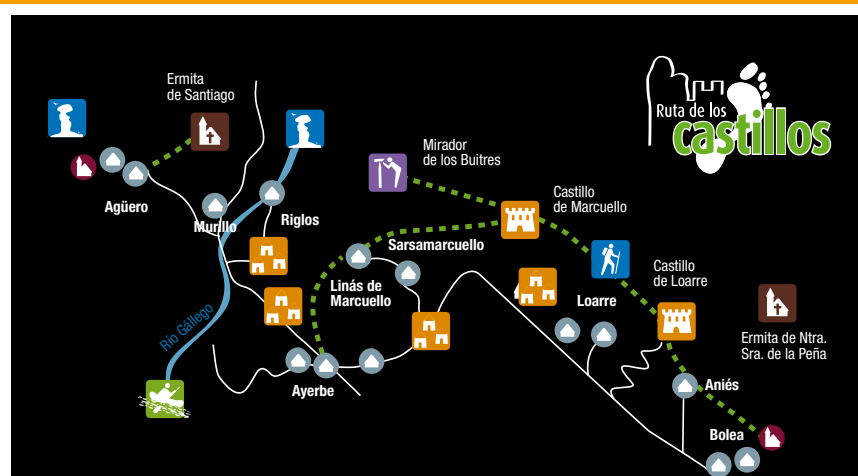 Ermita
de Santiago
Ruta de los
castillos
Mirador
de los Buitres
Castillo
de Marcuello
Agüero
Murillo
Riglos
Sarsamarcuello
Linás de
Marcuello
Loarre
Castillo
de Loarre
Río Gállego
Ermita de Ntra.
Sra. de la Peña
Ayerbe
Aniés
Bolea